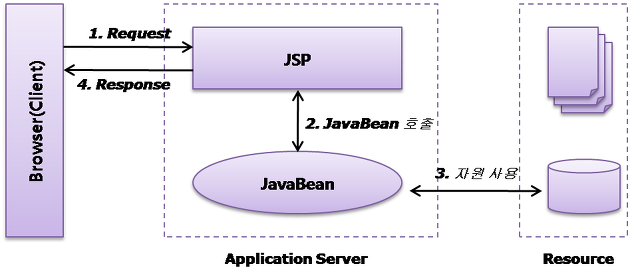 Browser(Client)
1. Request
4. Response
JSP
2. JavaBean 호출
JavaBean
3. 자원 사용
Application Server
Resource